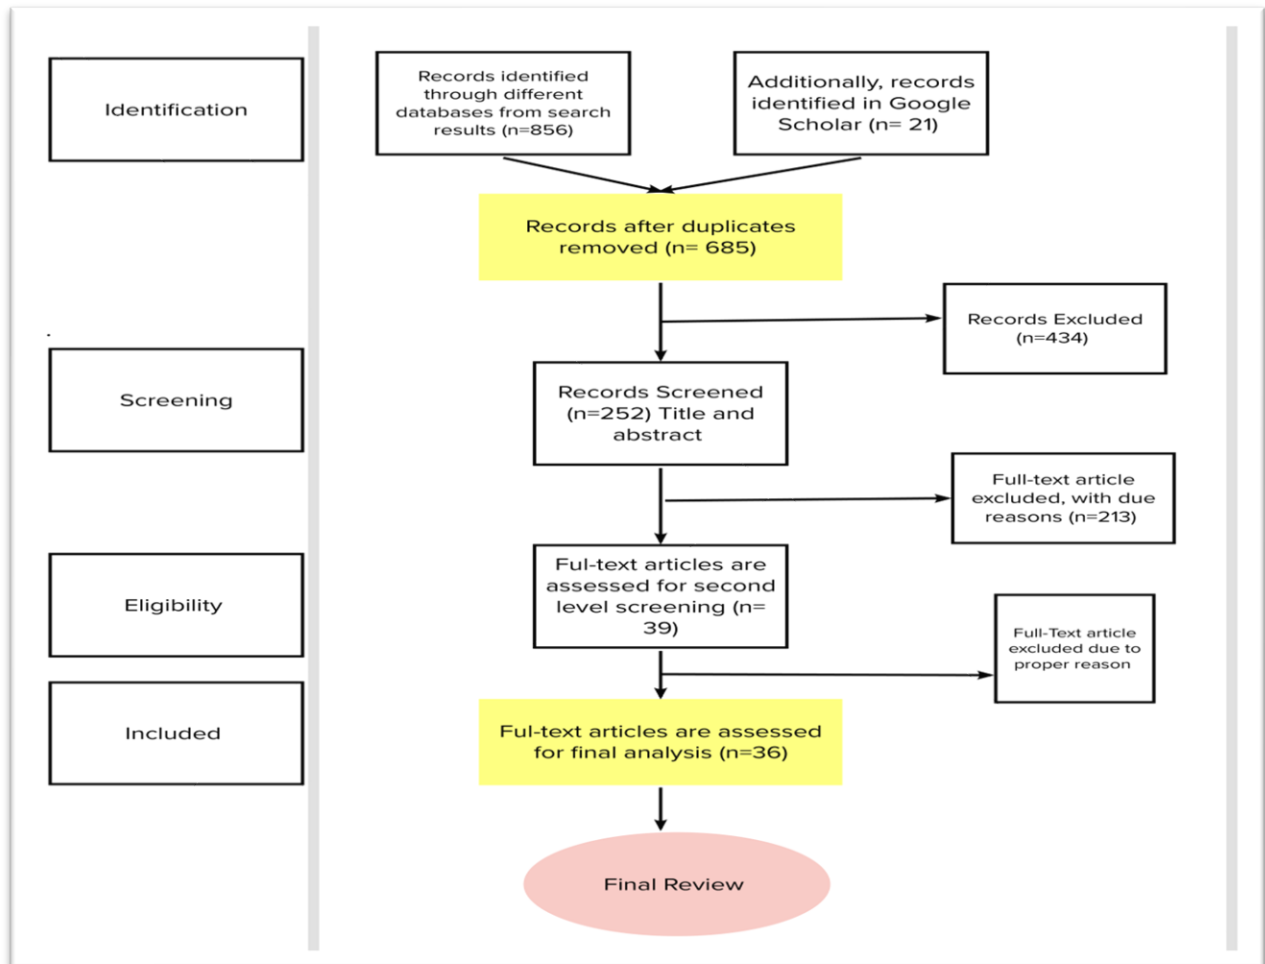 Identification
Records identified
through different
databases from search
results (n=856)
Additionally, records
identified in Google
Scholar (n= 21)
Records after duplicates
removed (n= 685)
Records Excluded
(n=434)
Screening
Records Screened
(n=252) Title and
abstract
Full-text article
excluded, with due
reasons (n=213)
Eligibility
Ful-text articles are
assessed for second
level screening (n=
39)
Full-Text article
excluded due to
proper reason
Included
Ful-text articles are assessed
for final analysis (n=36)
Final Review